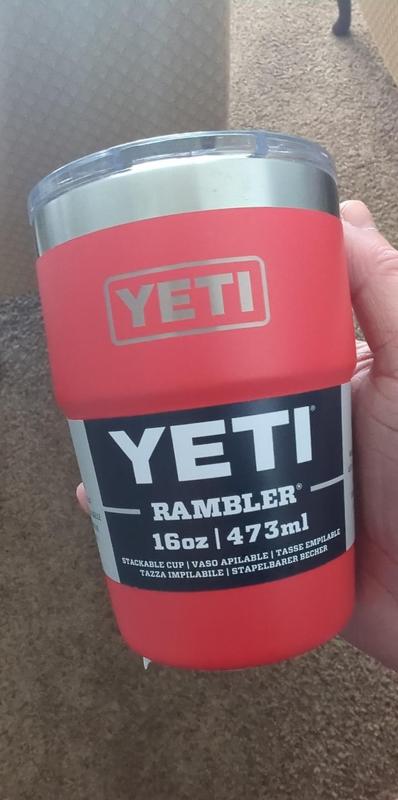 YETI
YETI®
RAMBLER®
16oz | 473ml
STACKABLE CUP | VASO APILABLE | TASSE EMPILABLE
TAZZA IMPILABILE | STAPELBARER BECHER